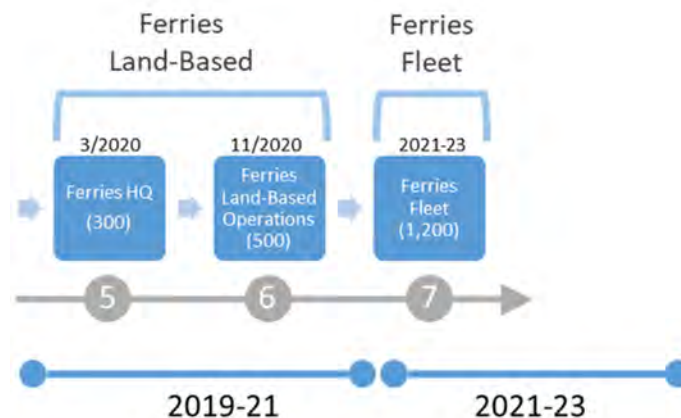 Ferries
Land-Based
Ferries
Fleet
3/2020
11/2020
2021-23
Ferries HQ
(300)
Ferries
Land-Based
Operations
(500)
Ferries
Fleet
(1,200)
5
6
7
2019-21
2021-23